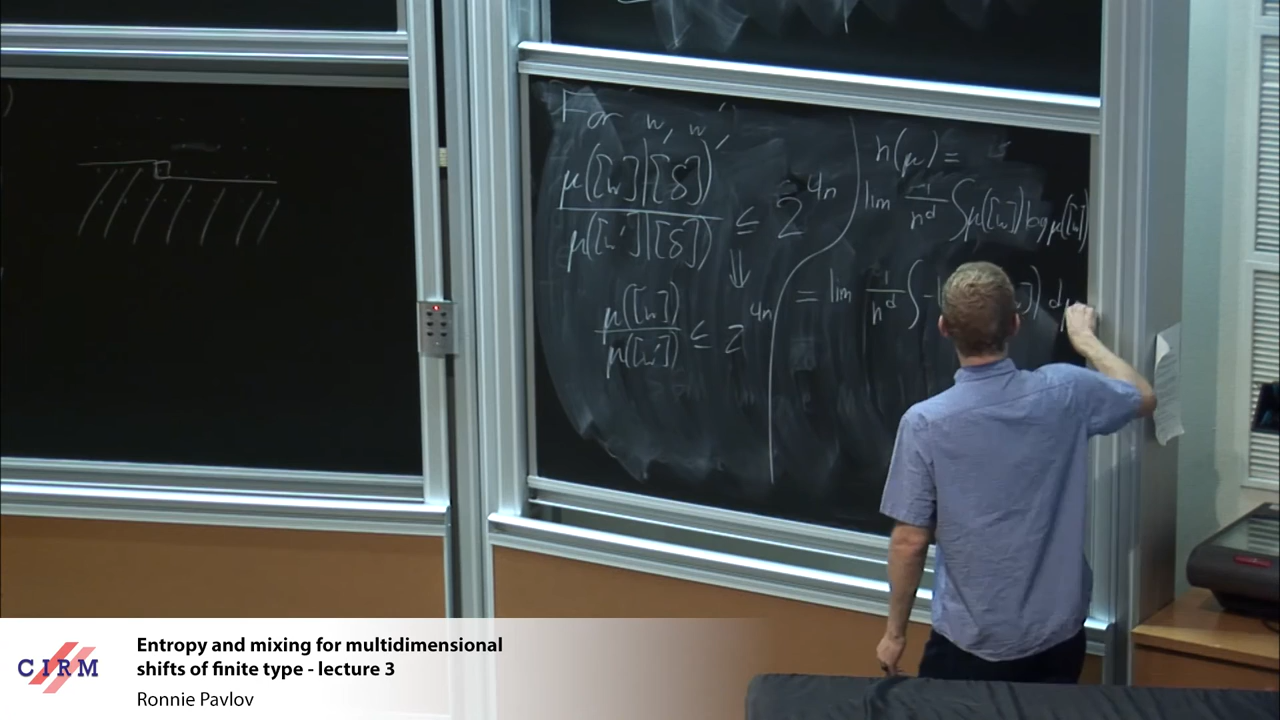 For w, w'
μ([w]|[δ]) / μ([w']|[δ]) ≤ 2^{4n}
⇓
μ([w]) / μ([w']) ≤ 2^{4n}
h(μ) =
lim -1/n^d ∫ μ([w]) log μ([w])
= lim 1/n^d ∫ -
dμ
CIRM
Entropy and mixing for multidimensional
shifts of finite type - lecture 3
Ronnie Pavlov